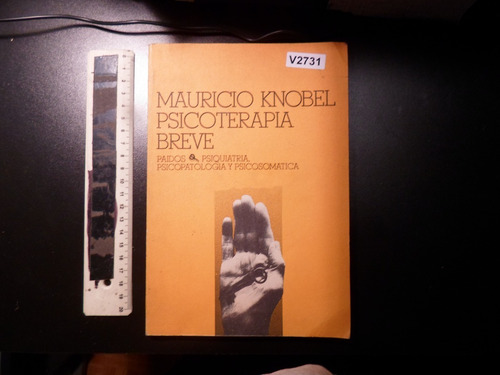 V2731
MAURICIO KNOBEL
PSICOTERAPIA
BREVE
PAIDOS PSIQUIATRIA,
PSICOPATOLOGIA Y PSICOSOMATICA